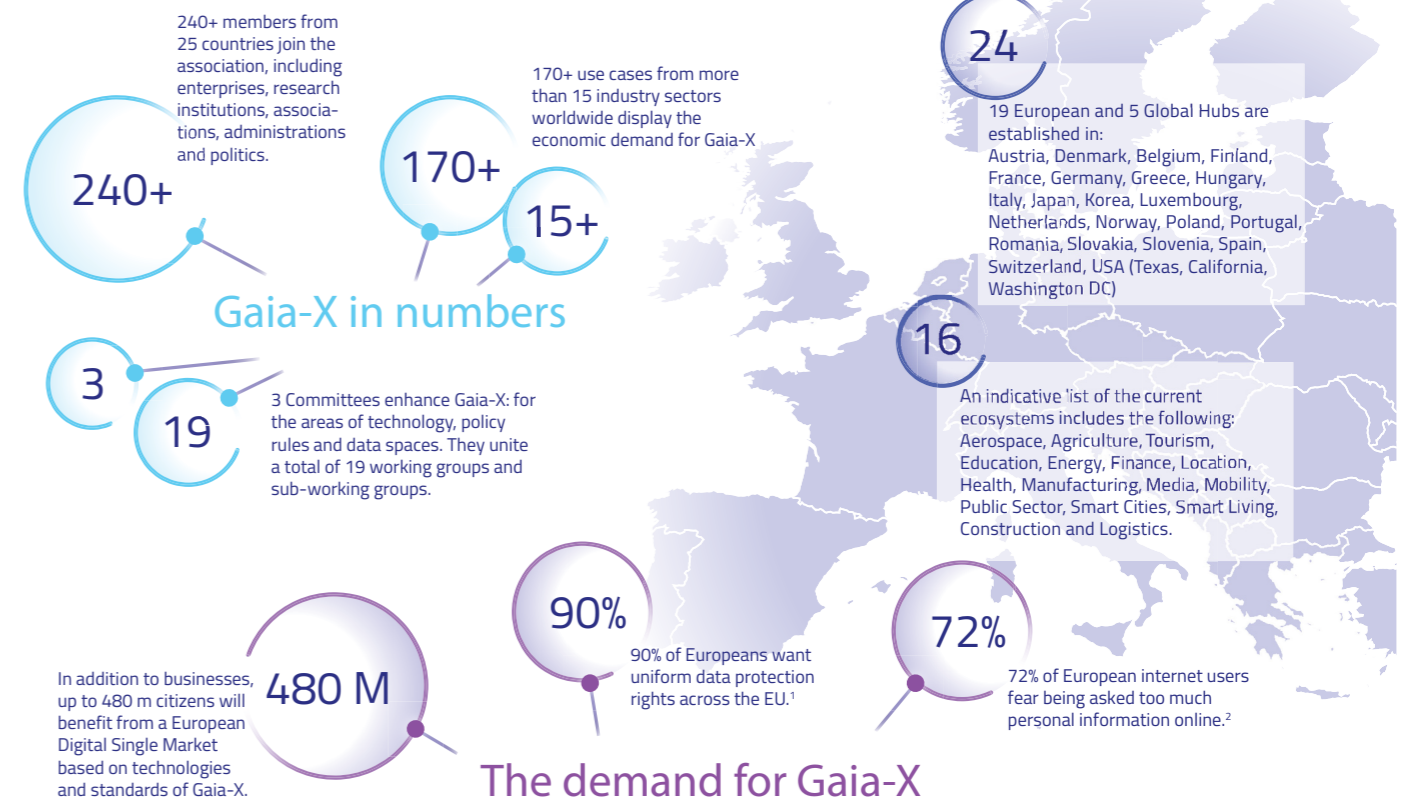 240+ members from
25 countries join the
association, including
enterprises, research
institutions, associa-
tions, administrations
and politics.
240+
170+ use cases from more
than 15 industry sectors
worldwide display the
economic demand for Gaia-X
170+
15+
24
19 European and 5 Global Hubs are
established in:
Austria, Denmark, Belgium, Finland,
France, Germany, Greece, Hungary,
Italy, Japan, Korea, Luxembourg,
Netherlands, Norway, Poland, Portugal,
Romania, Slovakia, Slovenia, Spain,
Switzerland, USA (Texas, California,
Washington DC)
Gaia-X in numbers
3
19
3 Committees enhance Gaia-X: for
the areas of technology, policy
rules and data spaces. They unite
a total of 19 working groups and
sub-working groups.
16
An indicative list of the current
ecosystems includes the following:
Aerospace, Agriculture, Tourism,
Education, Energy, Finance, Location,
Health, Manufacturing, Media, Mobility,
Public Sector, Smart Cities, Smart Living,
Construction and Logistics.
In addition to businesses,
up to 480 m citizens will
benefit from a European
Digital Single Market
based on technologies
and standards of Gaia-X.
480 M
90%
90% of Europeans want
uniform data protection
rights across the EU.¹
72%
72% of European internet users
fear being asked too much
personal information online.²
The demand for Gaia-X